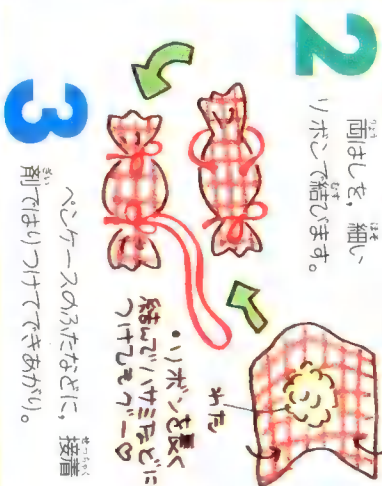 2
両はしを，細い
リボンで結びます。
わた
•リボンを長く
結んでハサミなどに
つけてもグー♡
3
ペンケースのふたなどに，接着
剤ではりつけてできあがり。